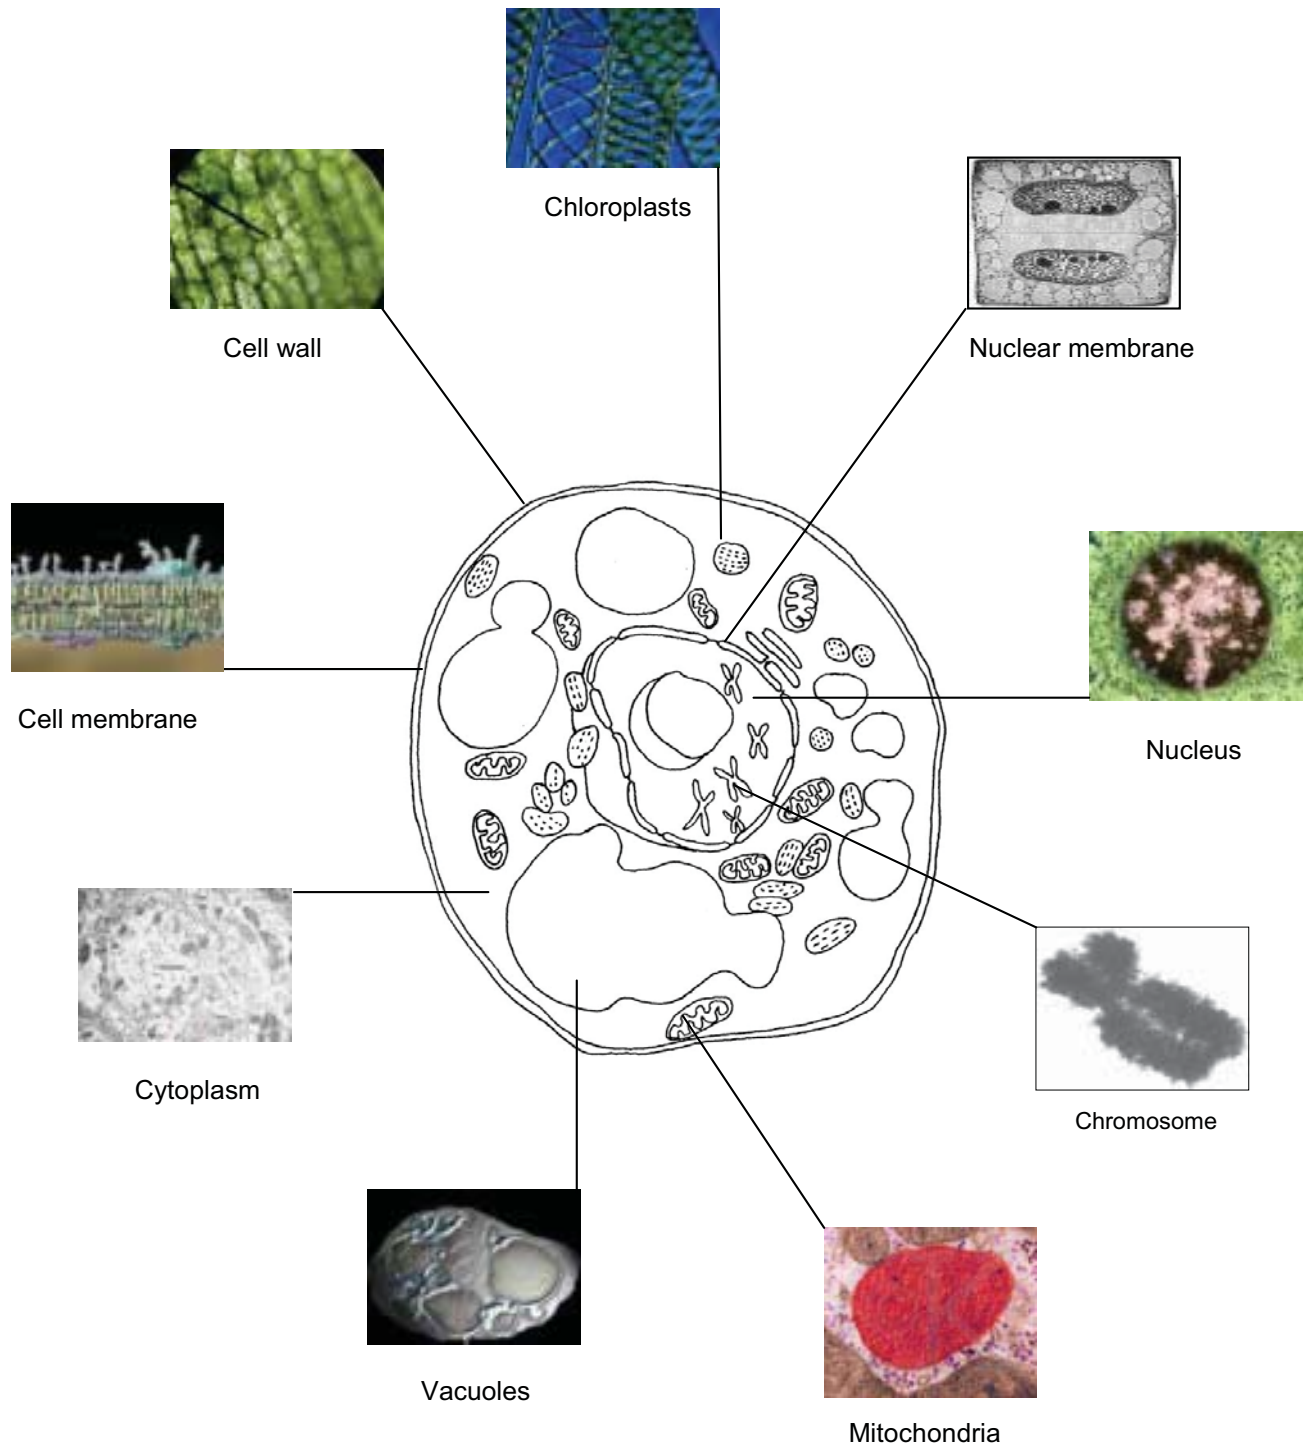 Chloroplasts
Cell wall
Nuclear membrane
Cell membrane
Nucleus
Cytoplasm
Chromosome
Vacuoles
Mitochondria